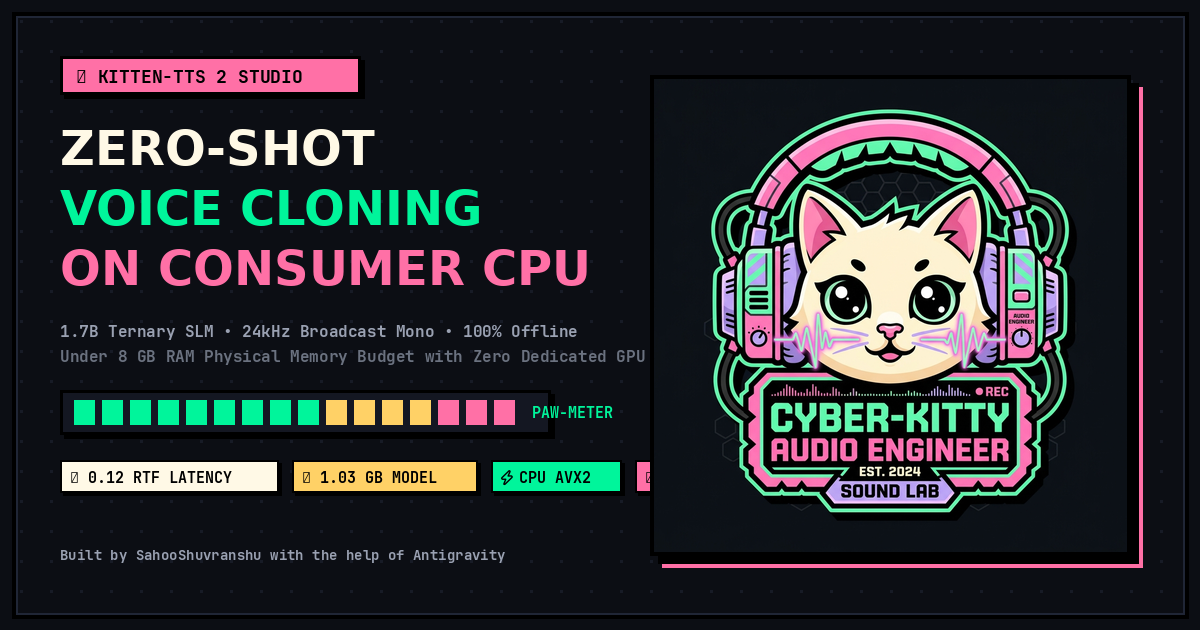 KITTEN-TTS 2 STUDIO
ZERO-SHOT
VOICE CLONING
ON CONSUMER CPU
1.7B Ternary SLM • 24kHz Broadcast Mono • 100% Offline
Under 8 GB RAM Physical Memory Budget with Zero Dedicated GPU
PAW-METER
0.12 RTF LATENCY
1.03 GB MODEL
⚡ CPU AVX2
Built by SahooShuvranshu with the help of Antigravity
AUDIO
ENGINEER
REC
CYBER-KITTY
AUDIO ENGINEER
EST. 2024
SOUND LAB